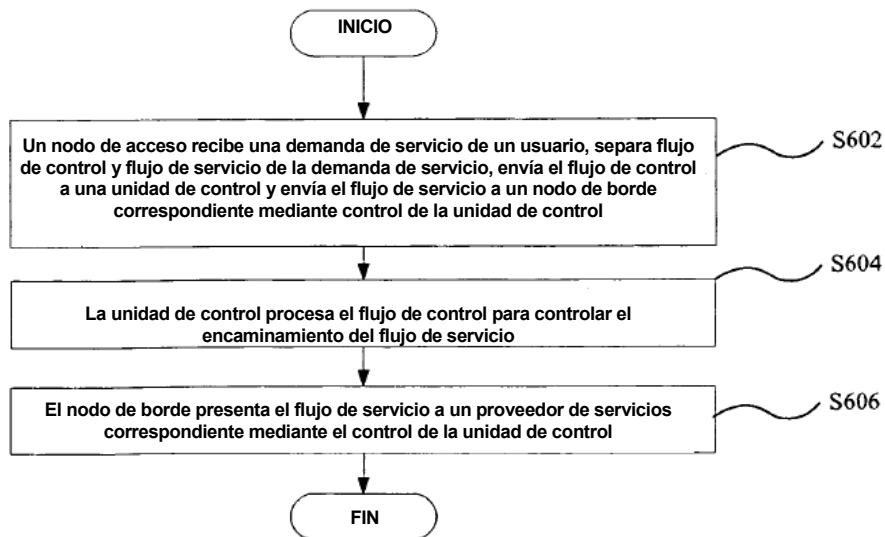 INICIO
Un nodo de acceso recibe una demanda de servicio de un usuario, separa flujo
de control y flujo de servicio de la demanda de servicio, envía el flujo de control
a una unidad de control y envía el flujo de servicio a un nodo de borde
correspondiente mediante control de la unidad de control
S602
S604
La unidad de control procesa el flujo de control para controlar el
encaminamiento del flujo de servicio
El nodo de borde presenta el flujo de servicio a un proveedor de servicios
correspondiente mediante el control de la unidad de control
S606
FIN